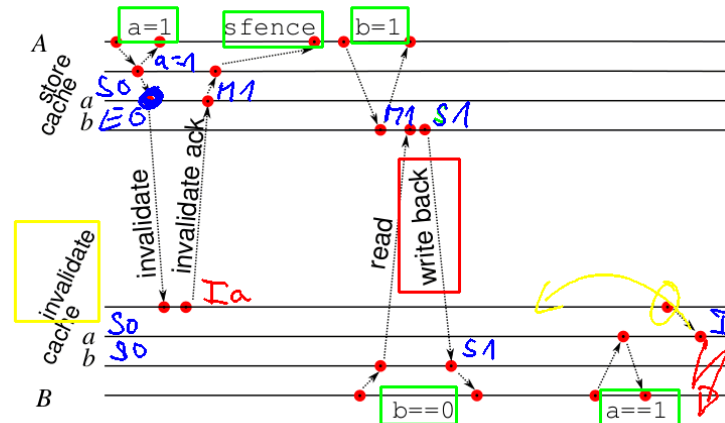 a=1
sfence
b=1
A
a=1
store
cache
S0
a
M1
E0
b
M1
S1
invalidate
invalidate ack
read
write back
invalidate
cache
Ia
S0
a
I
S0
b
S1
B
b==0
a==1